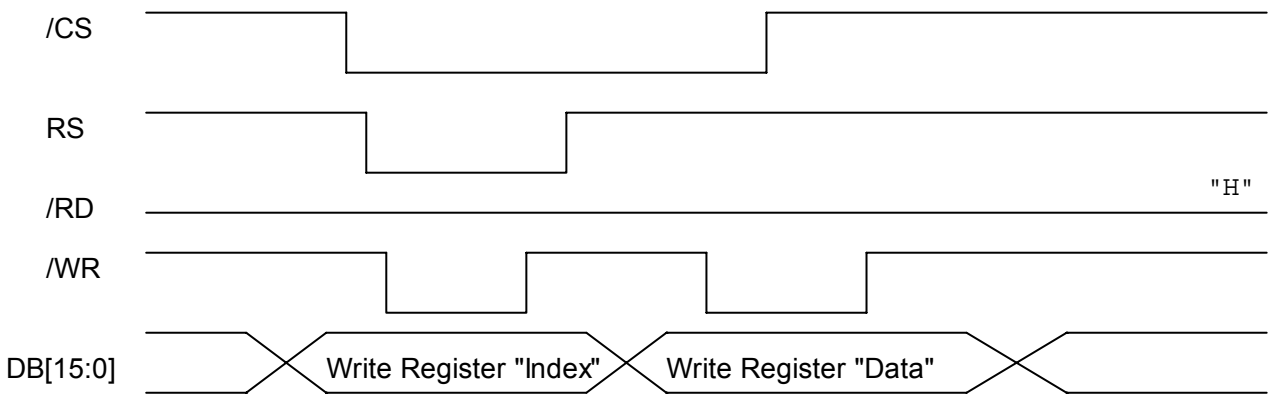 /CS
RS
"H"
/RD
/WR
DB[15:0]
Write Register "Index"
Write Register "Data"